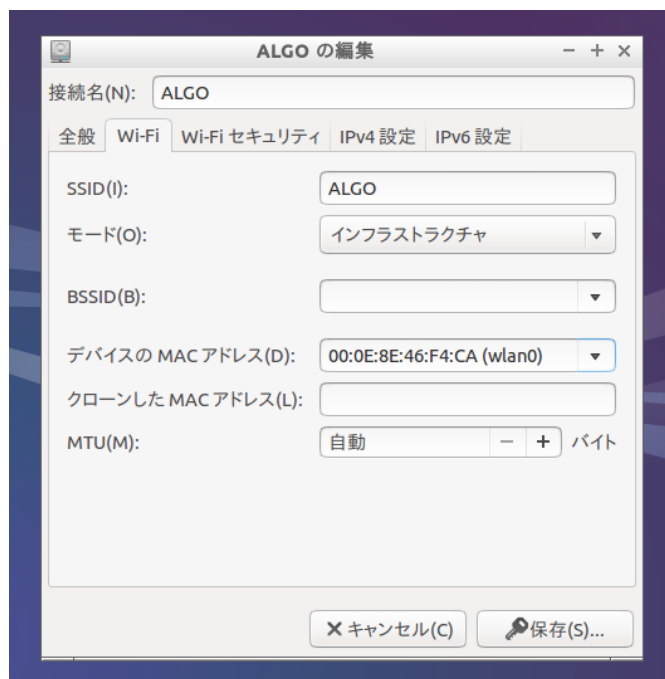 ALGO の編集
接続名(N): ALGO
全般 Wi-Fi Wi-Fi セキュリティ IPv4 設定 IPv6 設定
SSID(I): ALGO
モード(O): インフラストラクチャ
BSSID(B):
デバイスの MAC アドレス(D): 00:0E:8E:46:F4:CA (wlan0)
クローンした MAC アドレス(L):
MTU(M): 自動 − + バイト
キャンセル(C) 保存(S)...